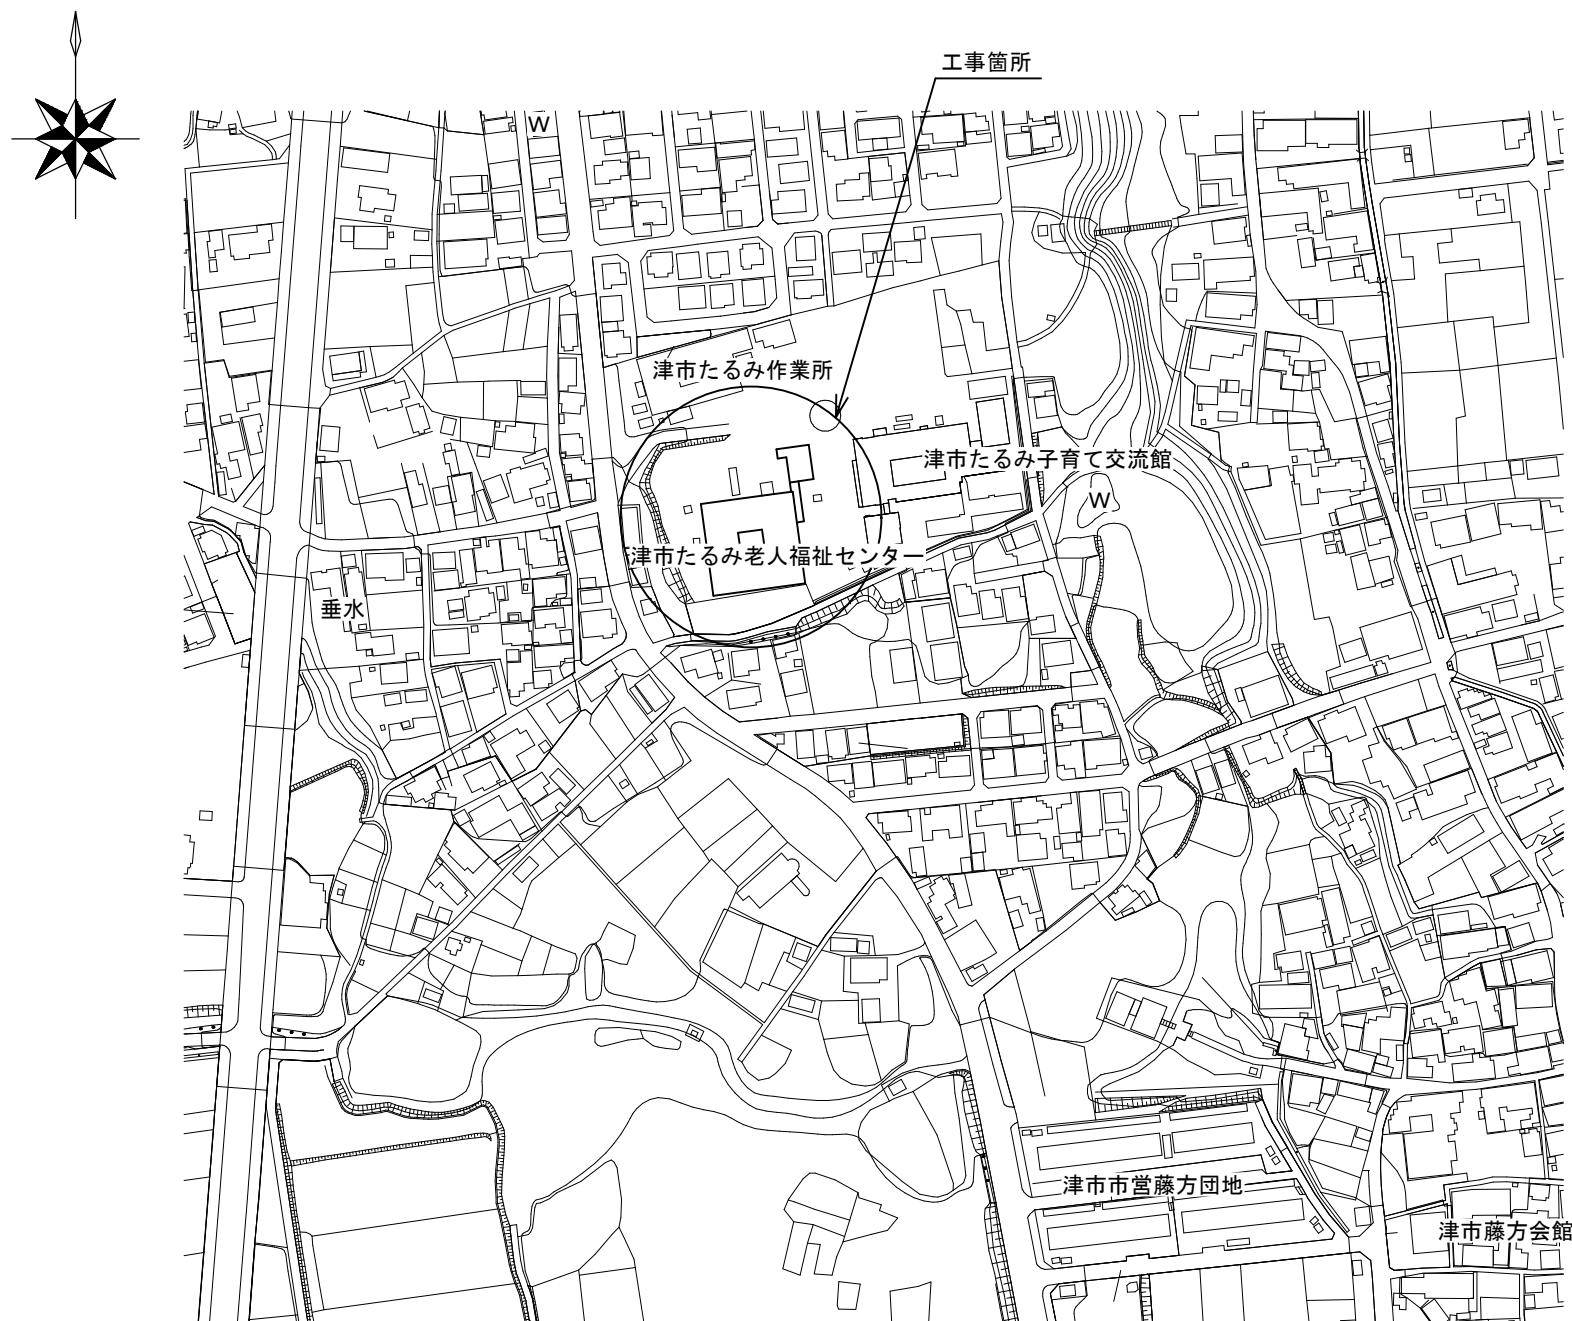 工事箇所
W
津市たるみ作業所
津市たるみ子育て交流館
W
津市たるみ老人福祉センター
垂水
津市市営藤方団地
津市藤方会館